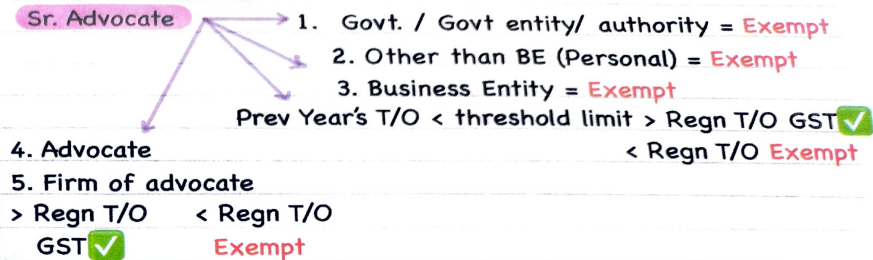 Sr. Advocate
1. Govt. / Govt entity/ authority = Exempt
2. Other than BE (Personal) = Exempt
3. Business Entity = Exempt
Prev Year's T/O < threshold limit > Regn T/O GST ✅
< Regn T/O Exempt
4. Advocate
5. Firm of advocate
> Regn T/O < Regn T/O
GST ✅ Exempt